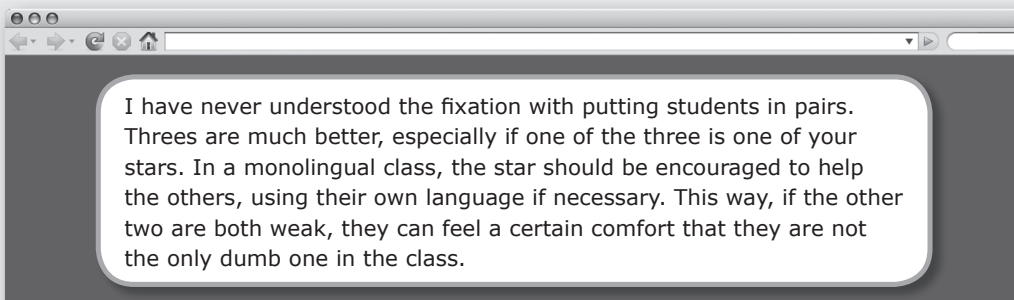 I have never understood the fixation with putting students in pairs.
Threes are much better, especially if one of the three is one of your
stars. In a monolingual class, the star should be encouraged to help
the others, using their own language if necessary. This way, if the other
two are both weak, they can feel a certain comfort that they are not
the only dumb one in the class.